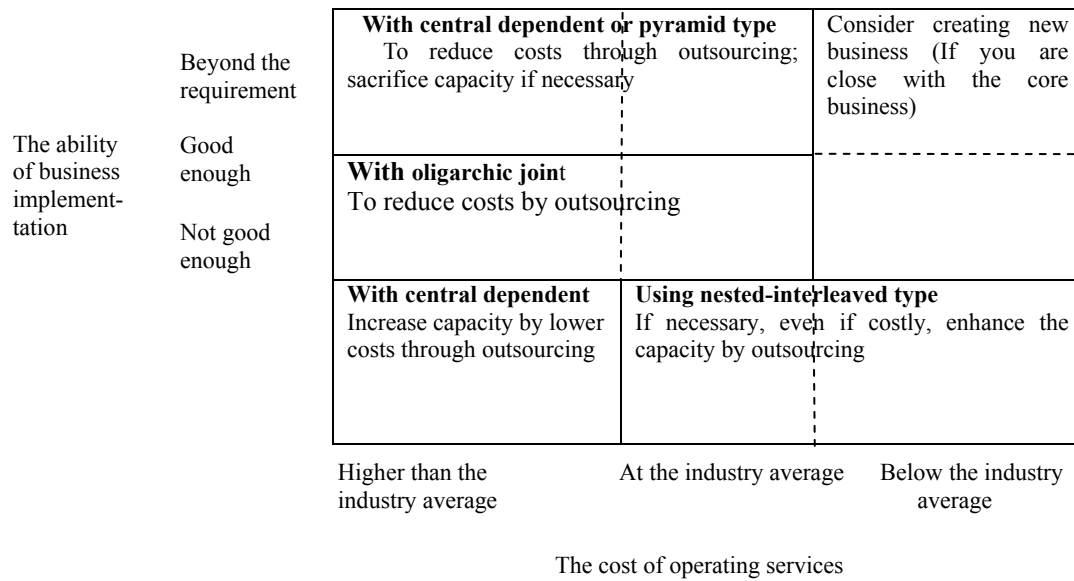 With central dependent or pyramid type
To reduce costs through outsourcing;
sacrifice capacity if necessary
Consider creating new
business (If you are
close with the core
business)
Beyond the
requirement
The ability
of business
implement-
tation
Good
enough
Not good
enough
With oligarchic joint
To reduce costs by outsourcing
With central dependent
Increase capacity by lower
costs through outsourcing
Using nested-interleaved type
If necessary, even if costly, enhance the
capacity by outsourcing
Higher than the
industry average
At the industry average
Below the industry
average
The cost of operating services